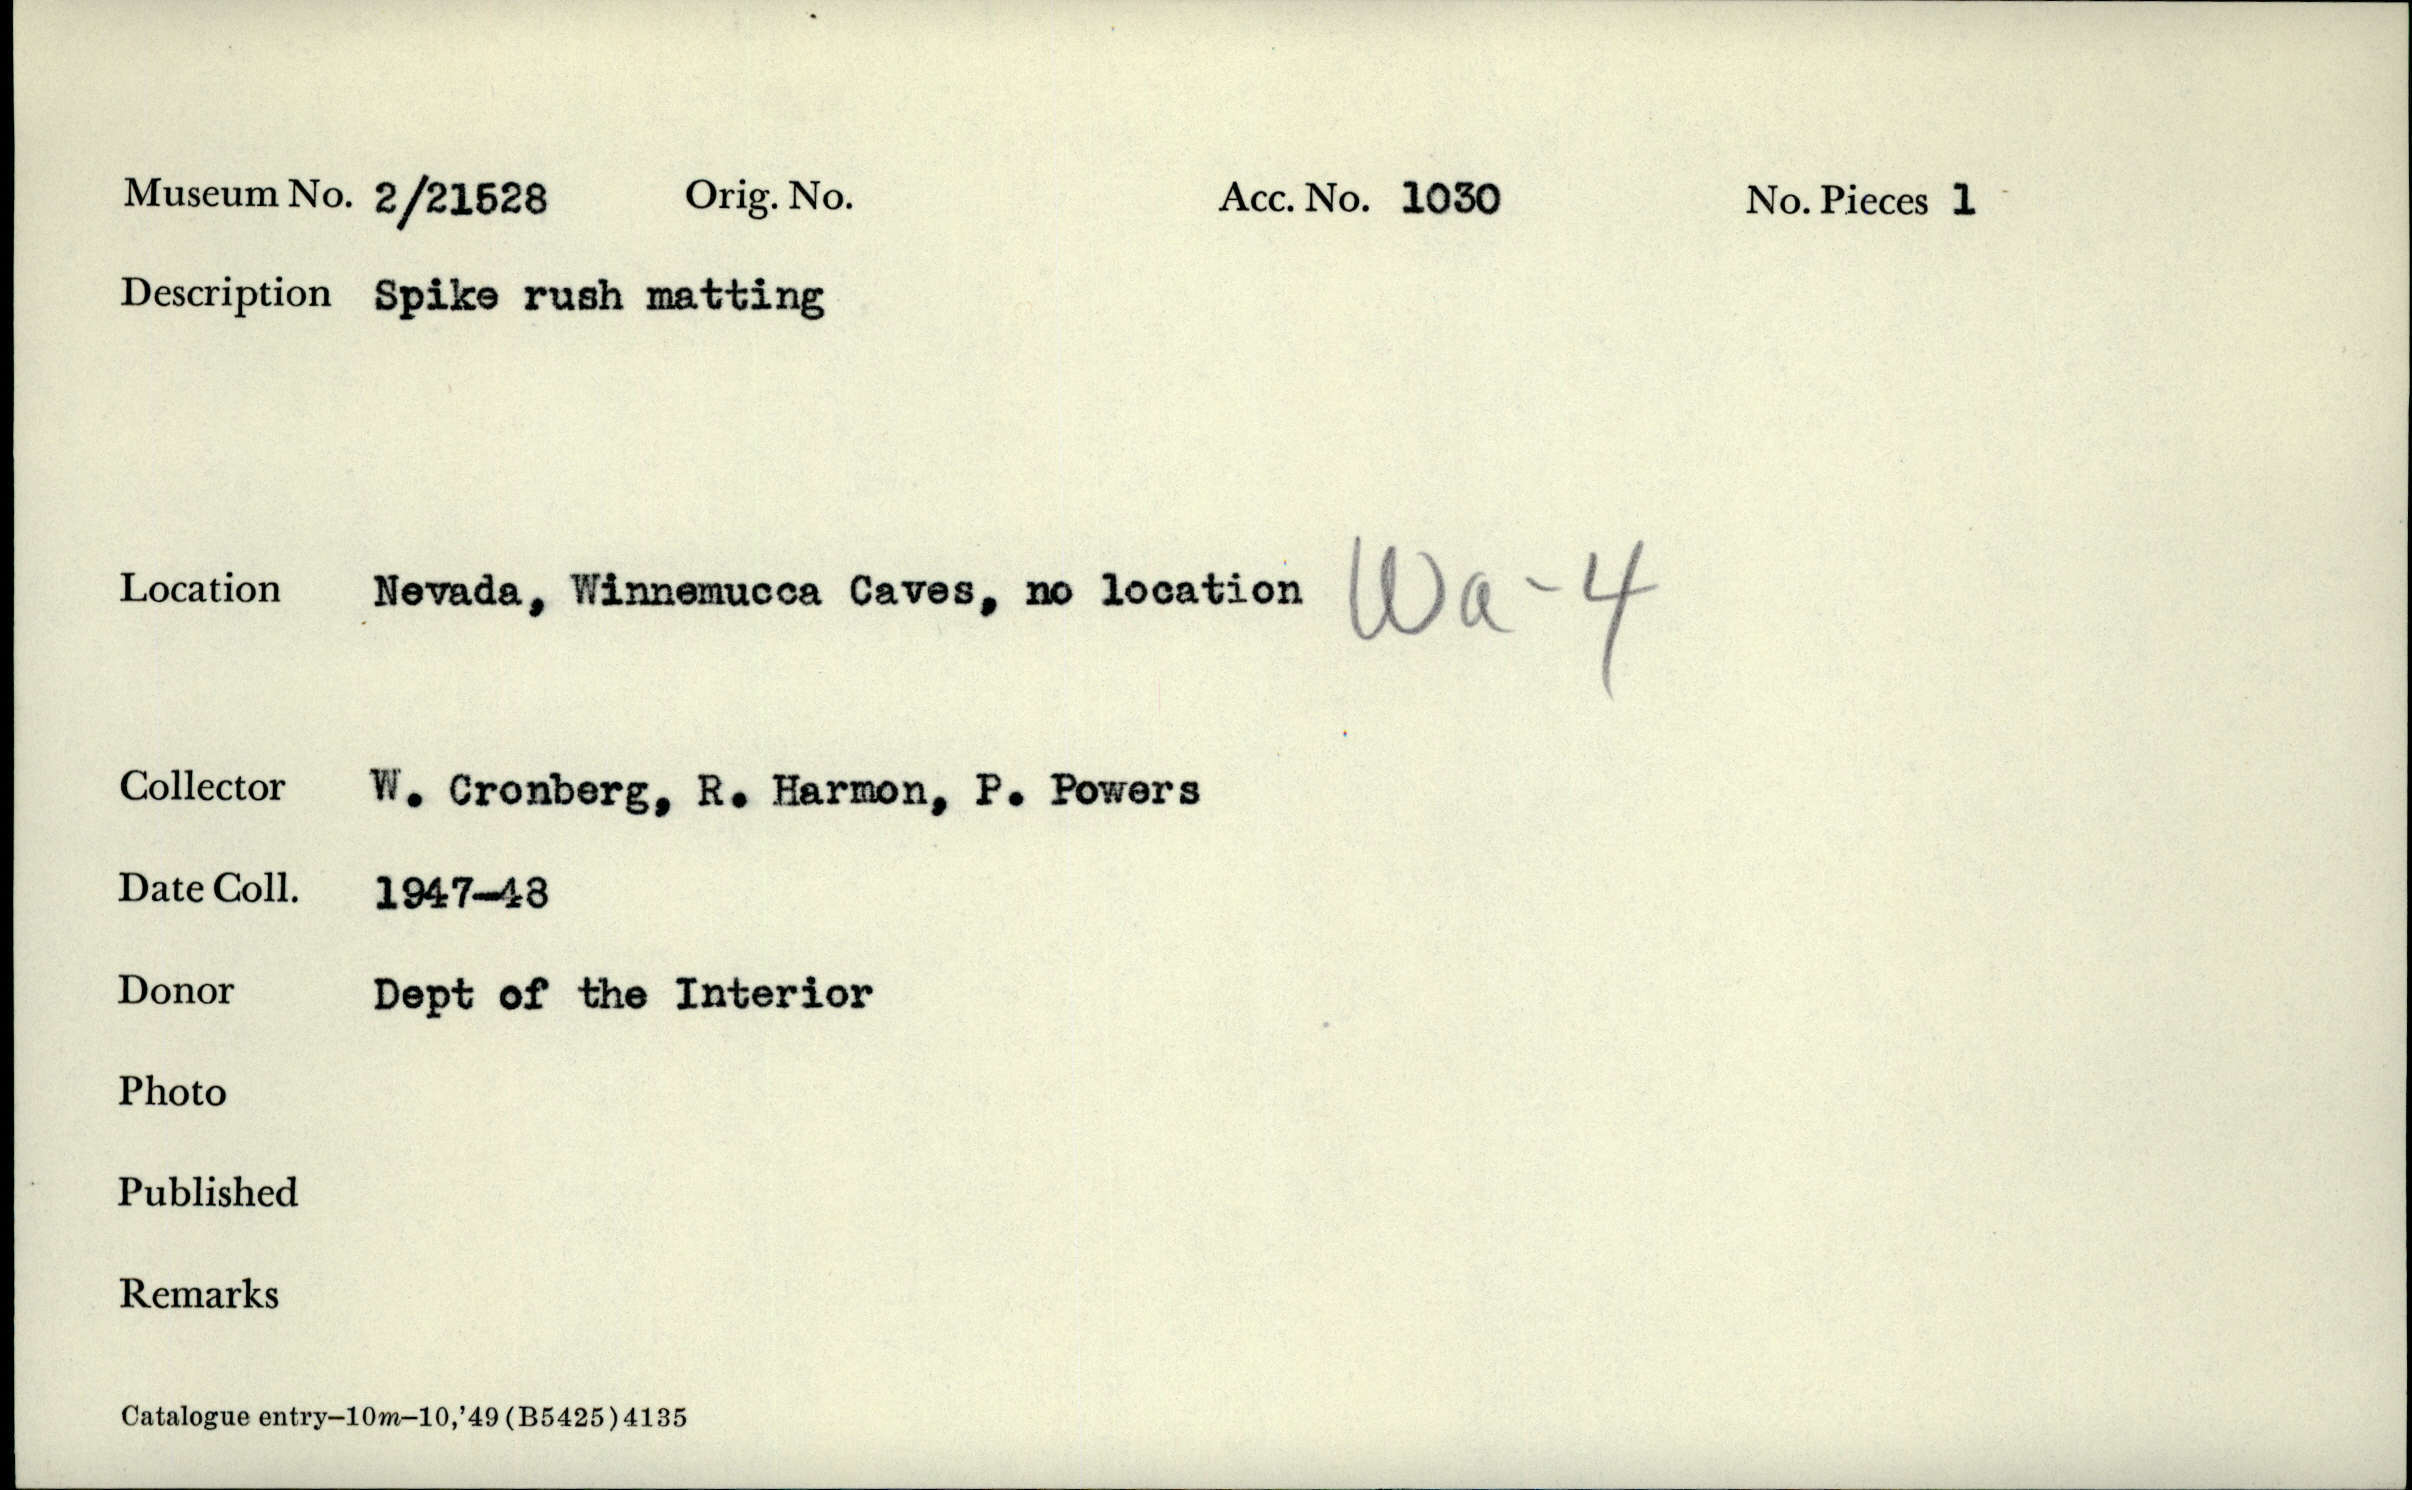 Museum No. 2/21528 Orig. No. Acc. No. 1030 No. Pieces 1
Description Spike rush matting
Location Nevada, Winnemucca Caves, no location Wa-4
Collector W. Cronberg, R. Harmon, P. Powers
Date Coll. 1947-48
Donor Dept of the Interior
Photo
Published
Remarks
Catalogue entry–10m–10,'49 (B5425) 4135